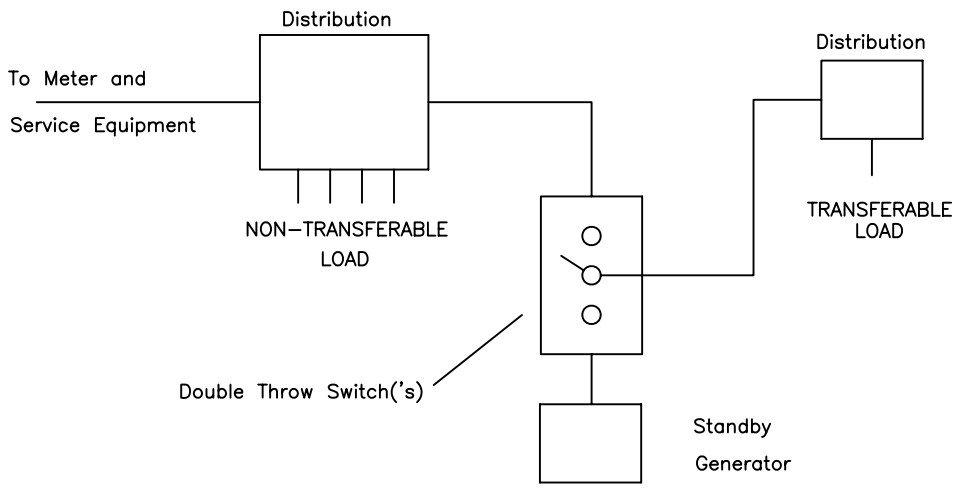 Distribution
To Meter and
Service Equipment
NON-TRANSFERABLE
LOAD
Distribution
TRANSFERABLE
LOAD
Double Throw Switch('s)
Standby
Generator